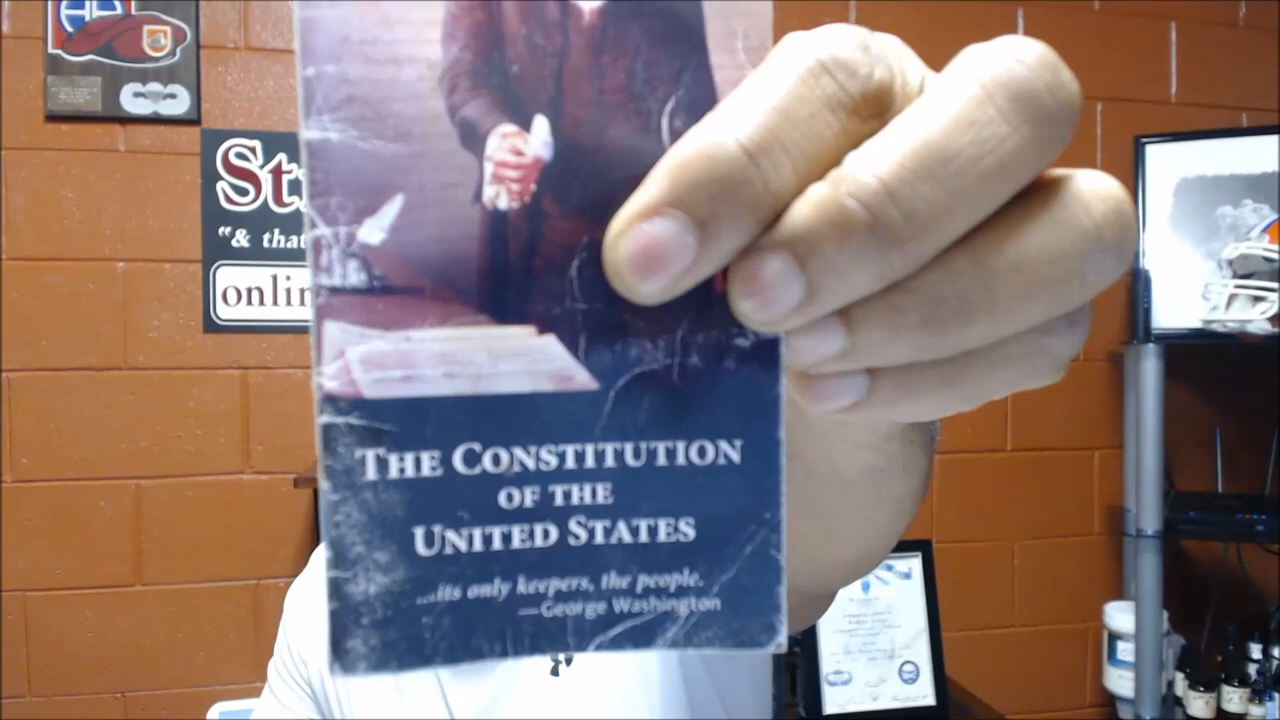 St
"& that
onlin
THE CONSTITUTION
OF THE
UNITED STATES
...its only keepers, the people.
—George Washington